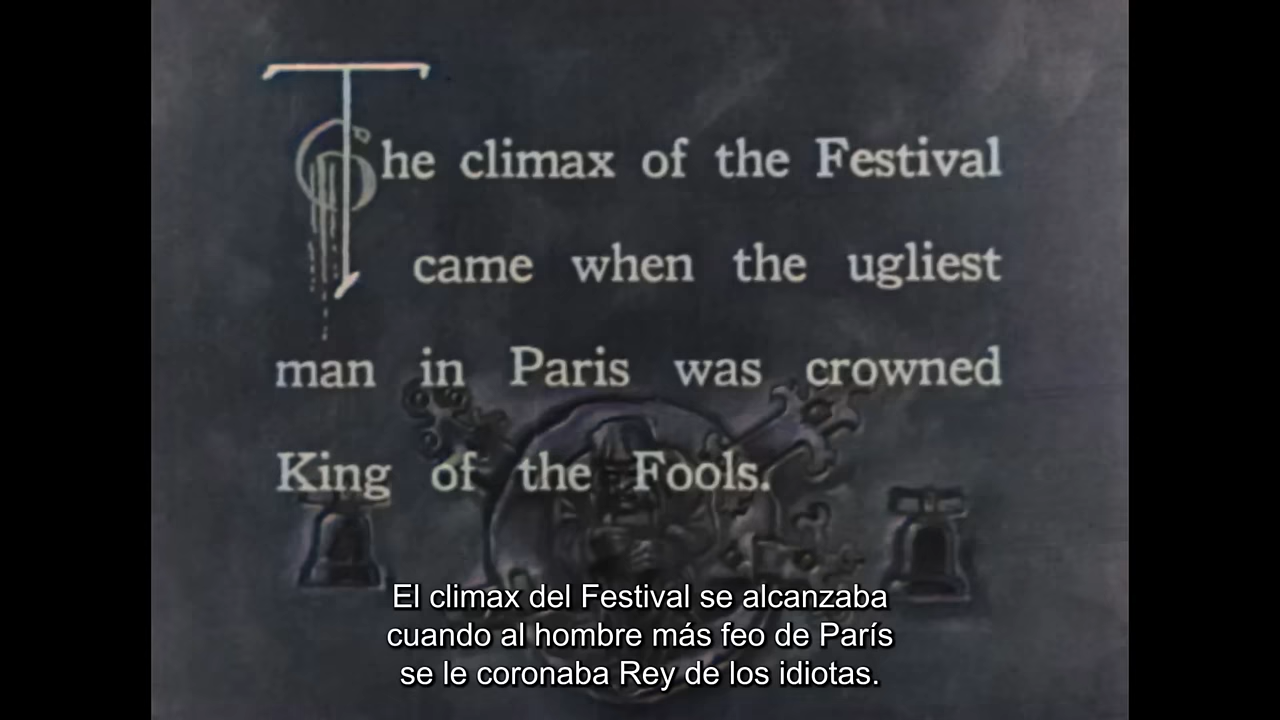 The climax of the Festival
came when the ugliest
man in Paris was crowned
King of the Fools.
El climax del Festival se alcanzaba
cuando al hombre más feo de París
se le coronaba Rey de los idiotas.